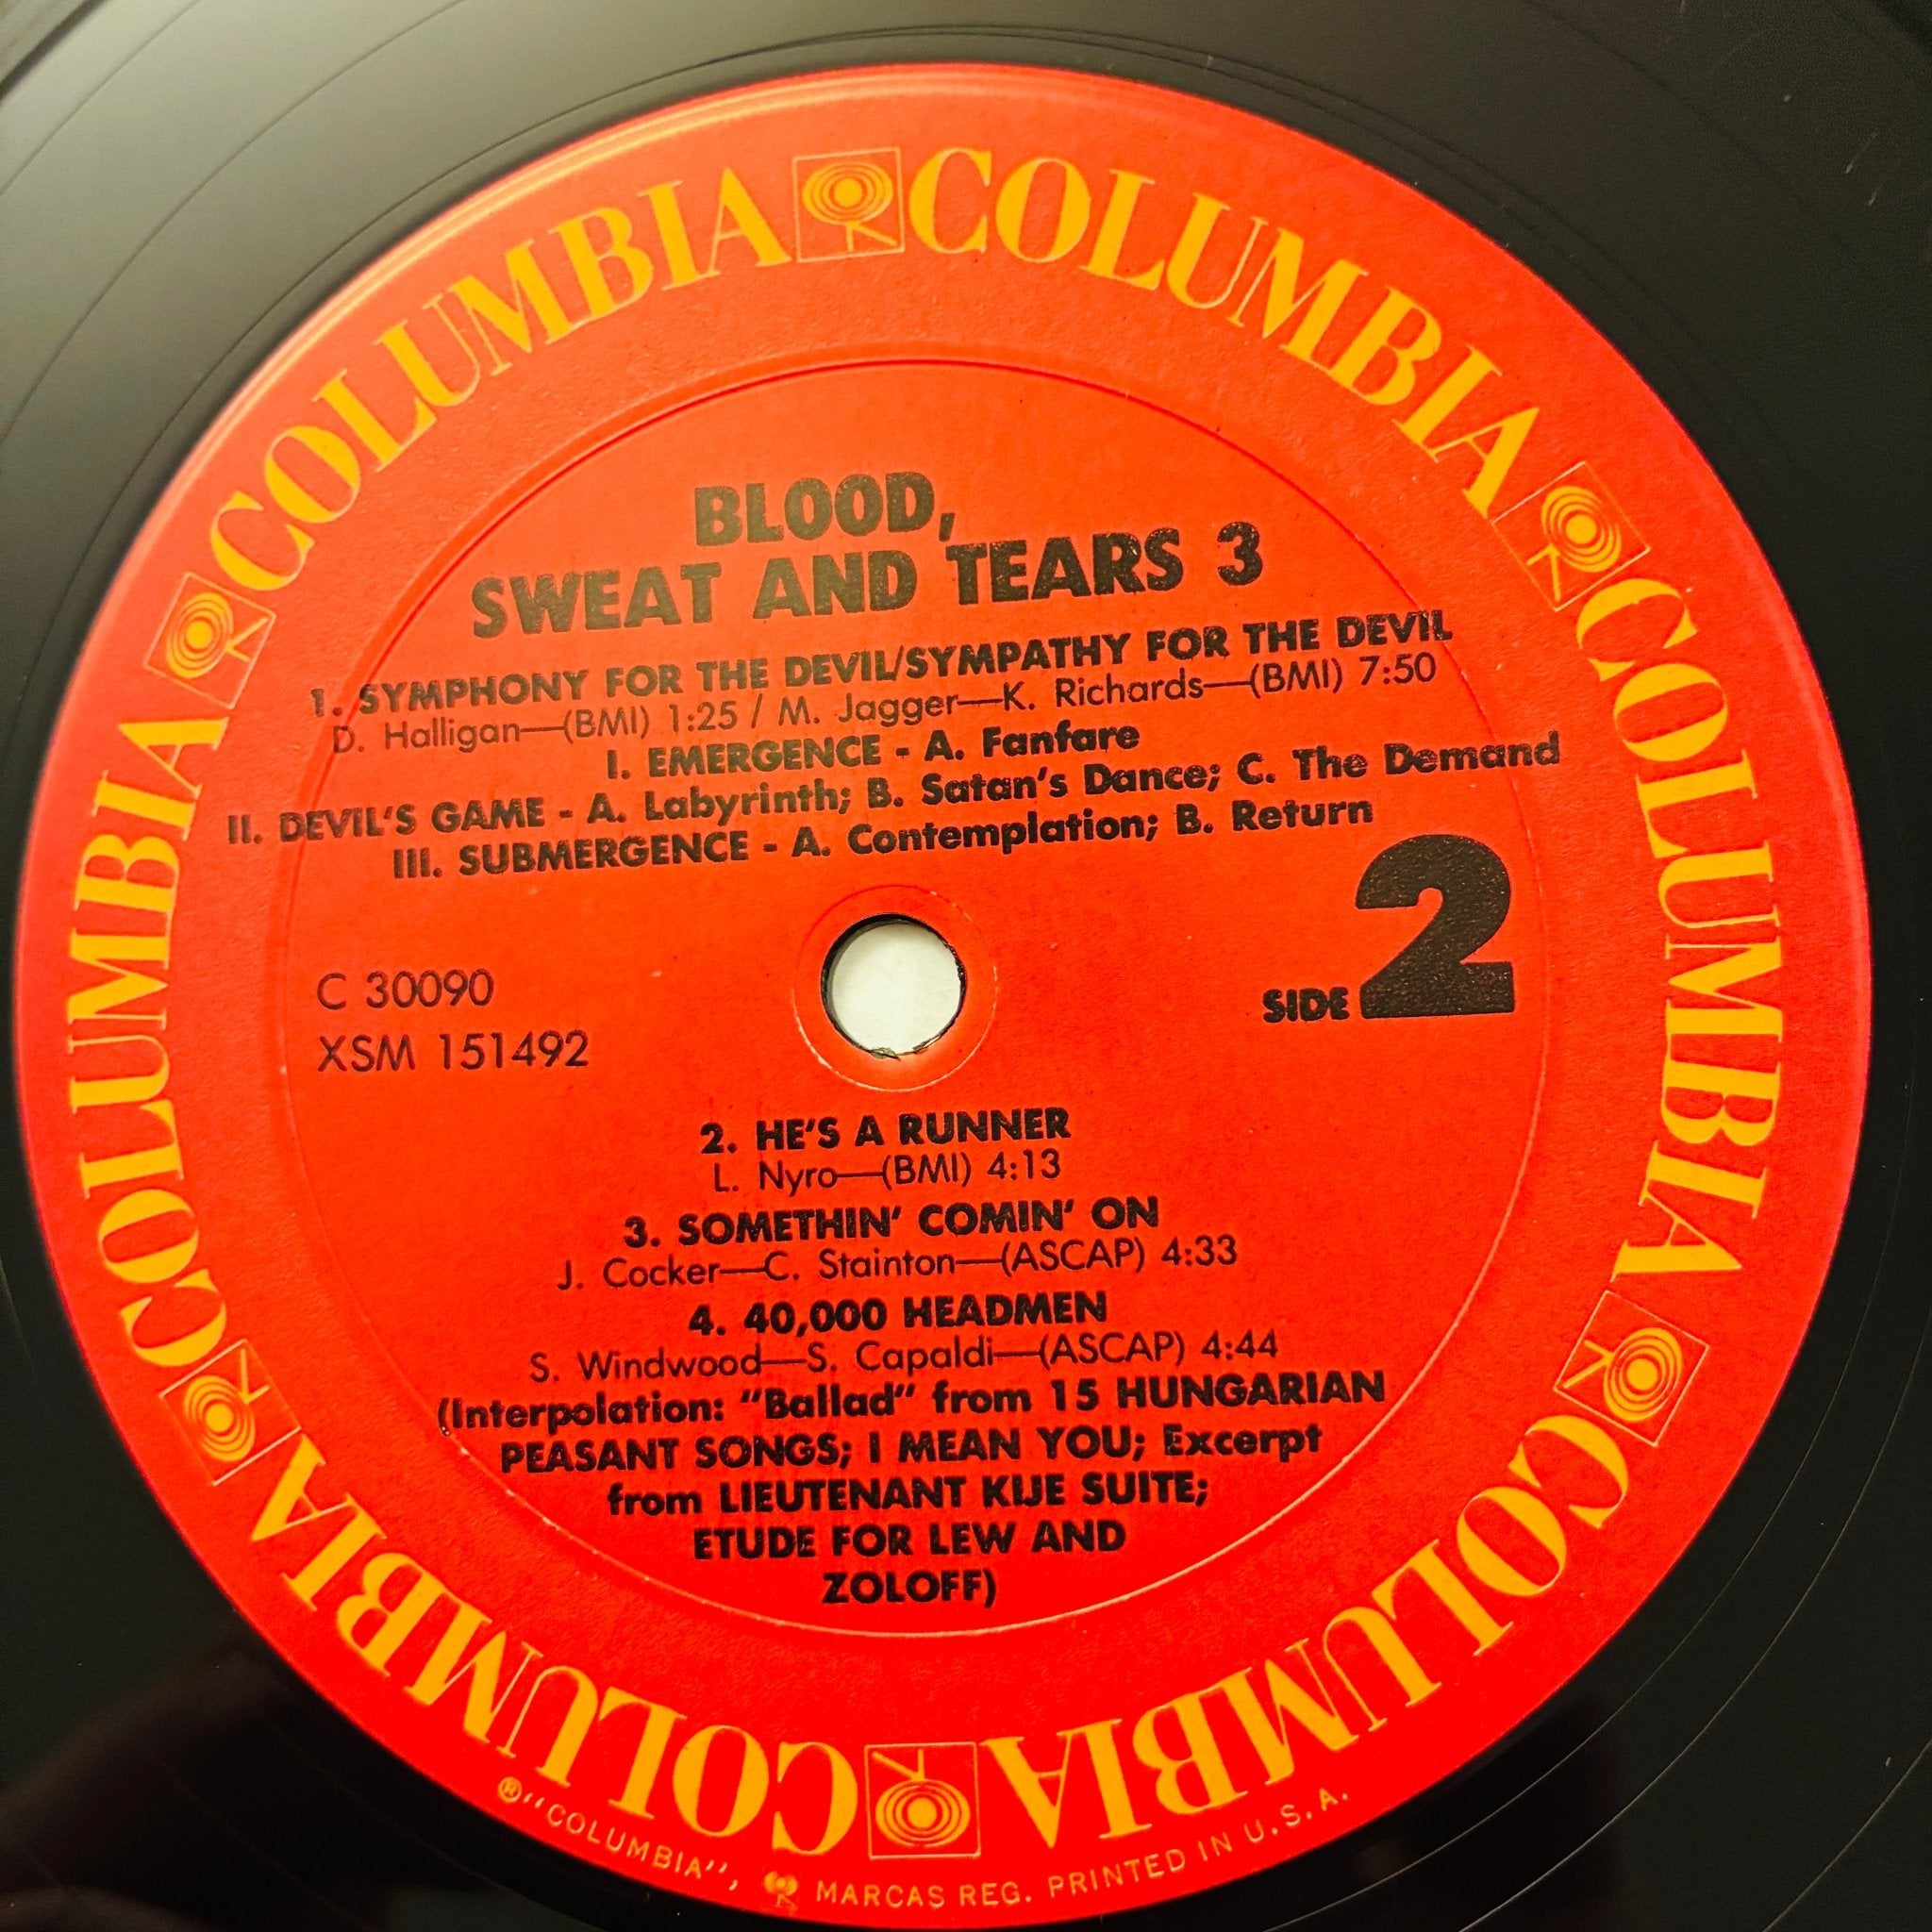 COLUMBIA COLUMBIA COLUMBIA COLUMBIA COLUMBIA COLUMBIA
BLOOD,
SWEAT AND TEARS 3
1. SYMPHONY FOR THE DEVIL/SYMPATHY FOR THE DEVIL
D. Halligan—(BMI) 1:25 / M. Jagger—K. Richards—(BMI) 7:50
I. EMERGENCE - A. Fanfare
II. DEVIL'S GAME - A. Labyrinth; B. Satan's Dance; C. The Demand
III. SUBMERGENCE - A. Contemplation; B. Return
C 30090
XSM 151492
SIDE 2
2. HE'S A RUNNER
L. Nyro—(BMI) 4:13
3. SOMETHIN' COMIN' ON
J. Cocker—C. Stainton—(ASCAP) 4:33
4. 40,000 HEADMEN
S. Windwood—S. Capaldi—(ASCAP) 4:44
(Interpolation: "Ballad" from 15 HUNGARIAN
PEASANT SONGS; I MEAN YOU; Excerpt
from LIEUTENANT KIJE SUITE;
ETUDE FOR LEW AND
ZOLOFF)
® "COLUMBIA", MARCAS REG. PRINTED IN U.S.A.